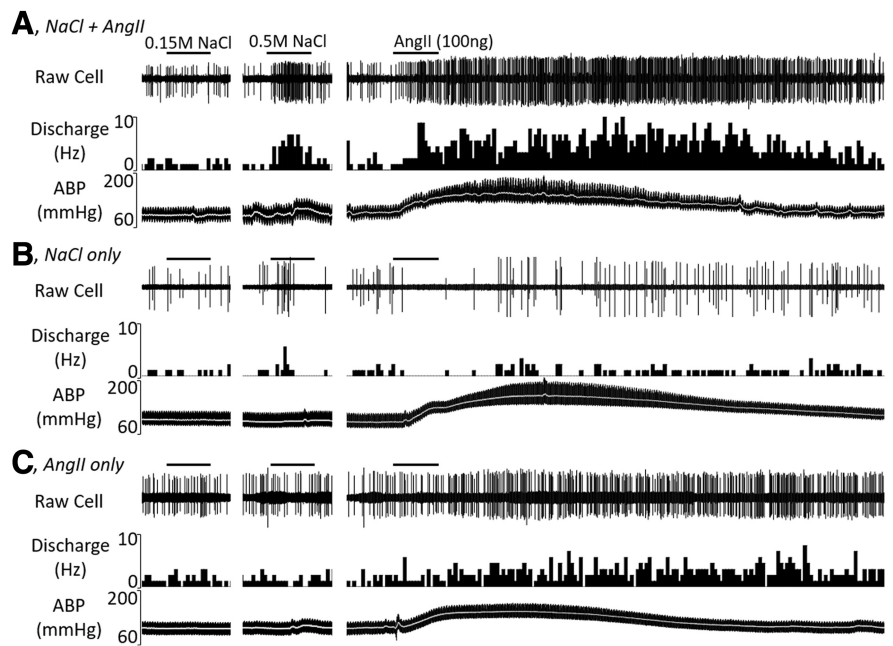 A, NaCl + AngII
0.15M NaCl 0.5M NaCl AngII (100ng)
Raw Cell
Discharge (Hz) 10 0
ABP (mmHg) 200 60
B, NaCl only
Raw Cell
Discharge (Hz) 10 0
ABP (mmHg) 200 60
C, AngII only
Raw Cell
Discharge (Hz) 10 0
ABP (mmHg) 200 60